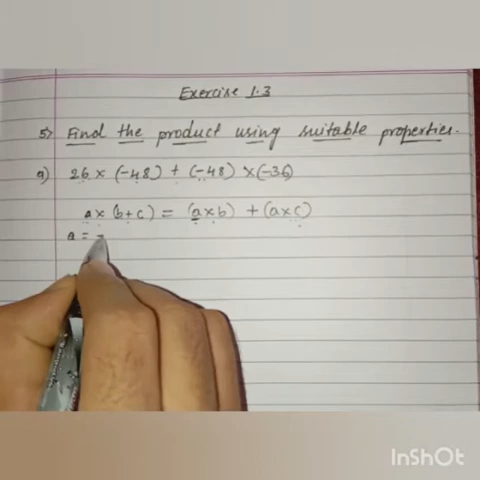 Exercise 1.3
5) Find the product using suitable properties.
a) 26 × (-48) + (-48) × (-36)
a × (b + c) = (a × b) + (a × c)
a = -
InShOt